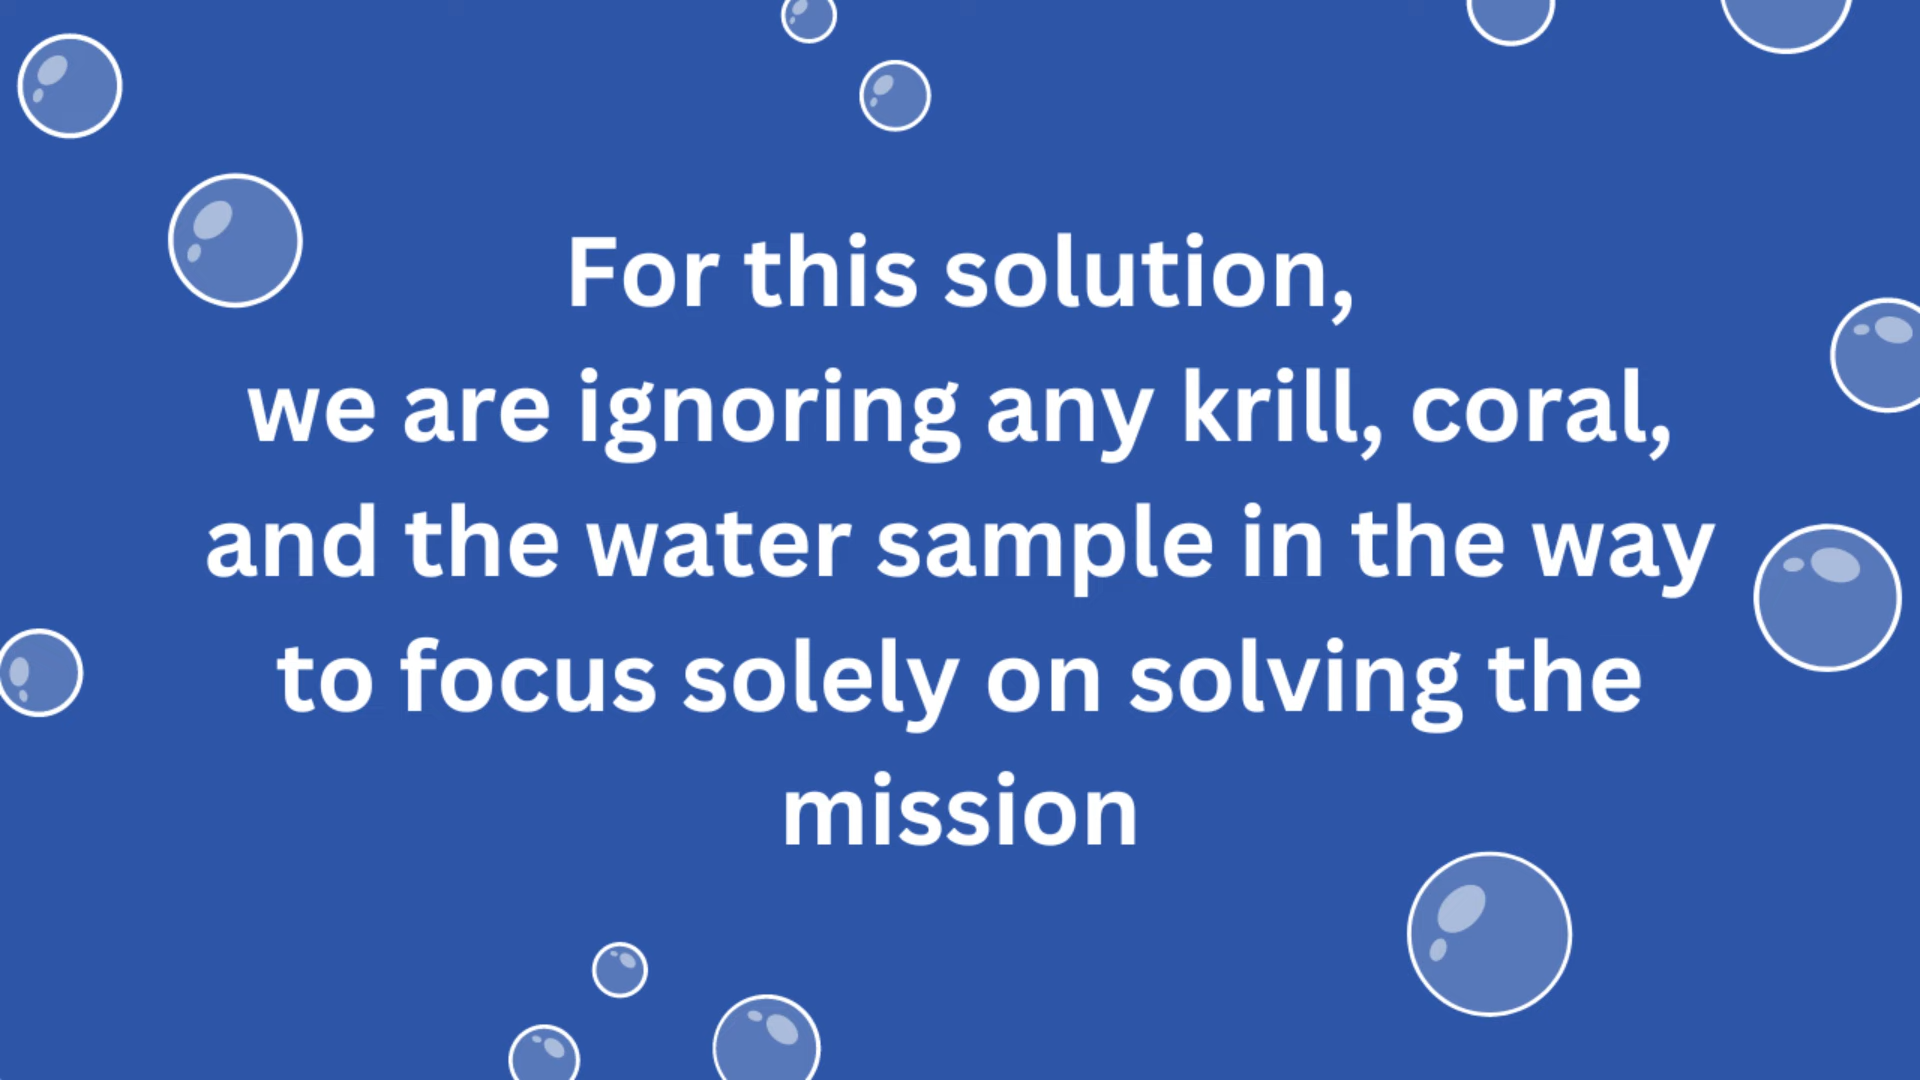 For this solution,
we are ignoring any krill, coral,
and the water sample in the way
to focus solely on solving the
mission